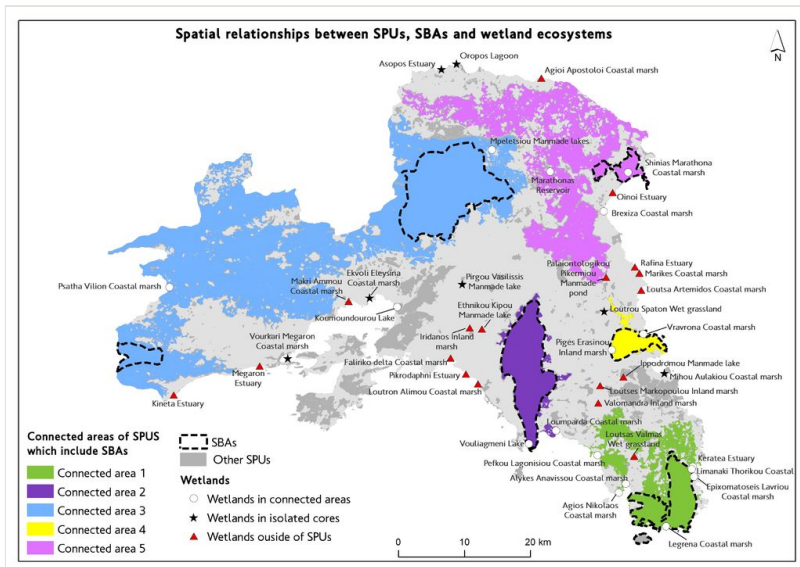 Spatial relationships between SPUs, SBAs and wetland ecosystems
N
Oropos Lagoon
Asopos Estuary
Agioi Apostoloi Coastal marsh
Mpeletsiou Manmade lakes
Shinias Marathona
Coastal marsh
Marathonas
Reservoir
Oinoi Estuary
Brexiza Coastal marsh
Palaiontologikou
Pikermiou
Manmade
pond
Rafina Estuary
Marikes Coastal marsh
Loutsa Artemidos Coastal marsh
Psatha Vilion Coastal marsh
Makri Ammou
Coastal marsh
Ekvoli Eleysina
Coastal marsh
Koumoundourou Lake
Pirgou Vasilissis
Manmade lake
Ethnikou Kipou
Manmade lake
Iridanos Inland
marsh
Loutrou Spaton Wet grassland
Vravrona Coastal marsh
Pigés Erasinou
Inland marsh
Vourkari Megaron
Coastal marsh
Megaron
Estuary
Kineta Estuary
Faliriko delta Coastal marsh
Pikrodaphni Estuary
Loutron Alimou Coastal marsh
Ippodromou Manmade lake
Mihou Aulakiou Coastal marsh
Loutses Markopoulou Inland marsh
Valomandra Inland marsh
Loumparda Coastal marsh
Loutsas Valmas
Wet grassland
Vouliagmeni Lake
Pefkou Lagonisiou Coastal marsh
Alykes Anavissou Coastal marsh
Agios Nikolaos
Coastal marsh
Keratea Estuary
Limanaki Thorikou Coastal
Epixomatoseis Lavriou
Coastal marsh
Legrena Coastal marsh
Connected areas of SPUS
which include SBAs
Connected area 1
Connected area 2
Connected area 3
Connected area 4
Connected area 5
SBAs
Other SPUs
Wetlands
Wetlands in connected areas
Wetlands in isolated cores
Wetlands ouside of SPUs
0 10 20 km